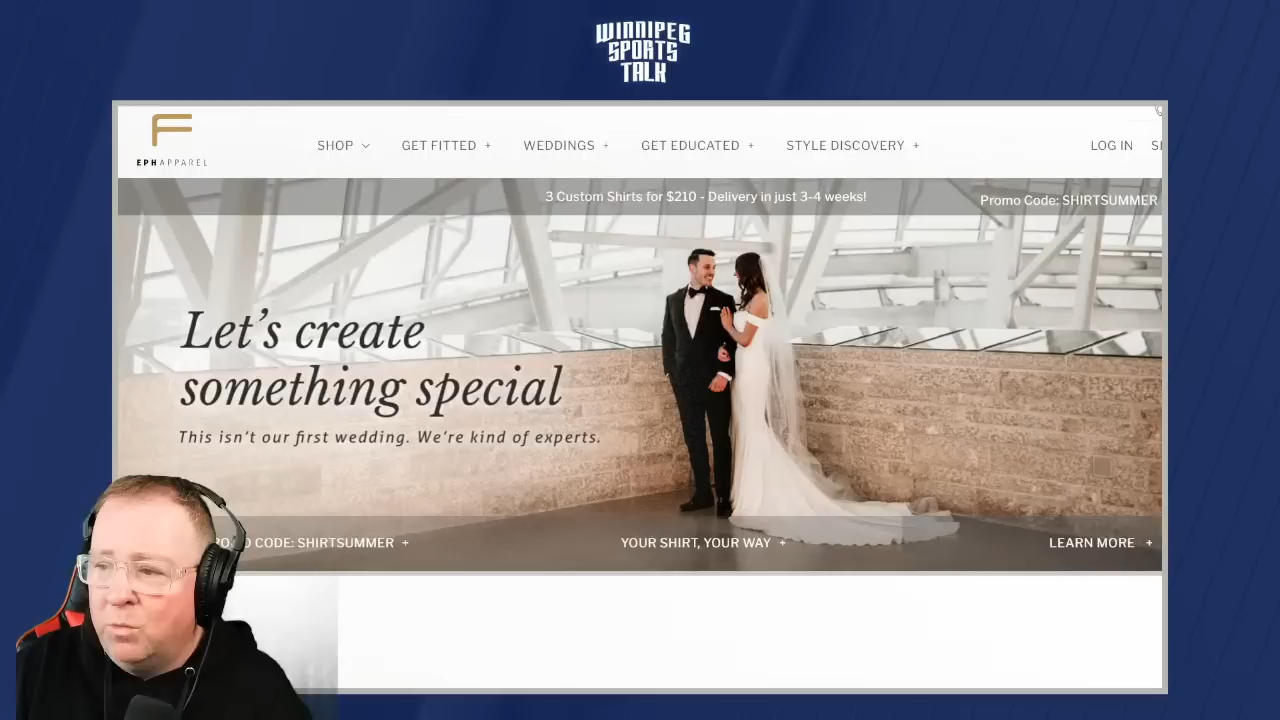 WINNIPEG
SPORTS
TALK
EPH APPAREL
SHOP
GET FITTED +
WEDDINGS +
GET EDUCATED +
STYLE DISCOVERY +
LOG IN
3 Custom Shirts for $210 - Delivery in just 3-4 weeks!
Promo Code: SHIRTSUMMER
Let's create
something special
This isn't our first wedding. We're kind of experts.
CODE: SHIRTSUMMER +
YOUR SHIRT, YOUR WAY +
LEARN MORE +